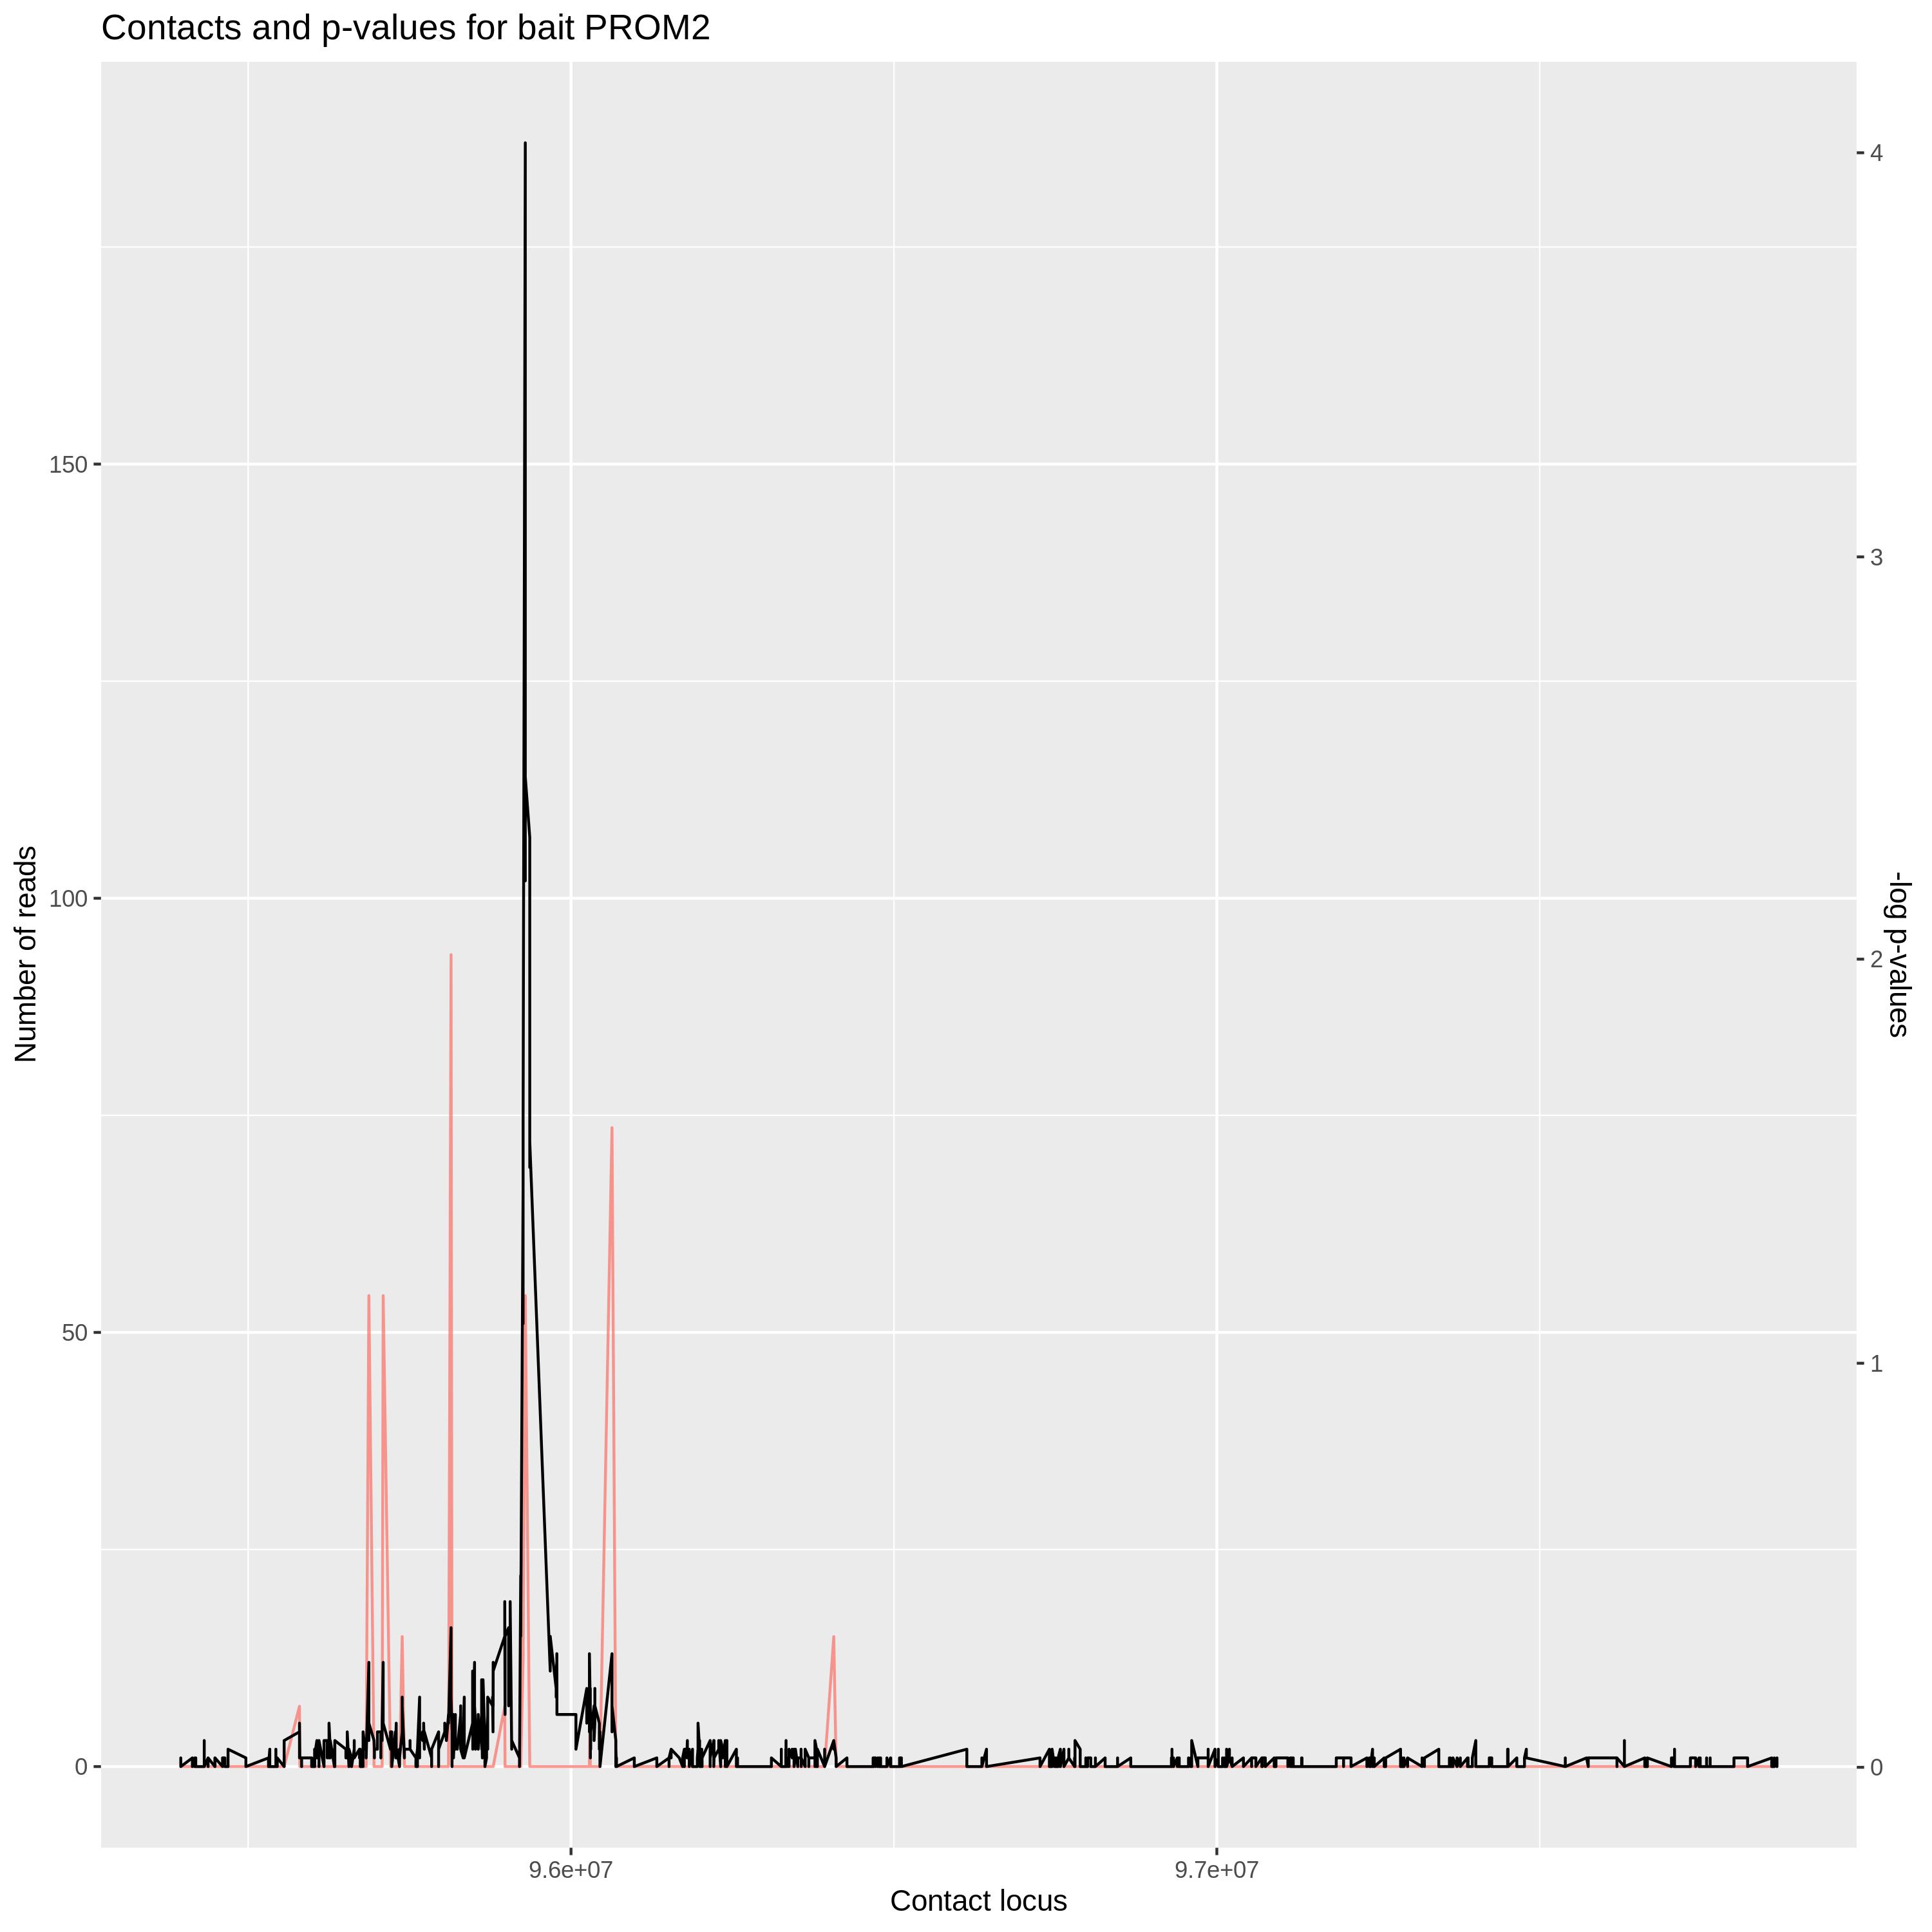 Contacts and p-values for bait PROM2
Number of reads
150
100
50
0
4
3
2
1
0
-log p-values
9.6e+07
9.7e+07
Contact locus